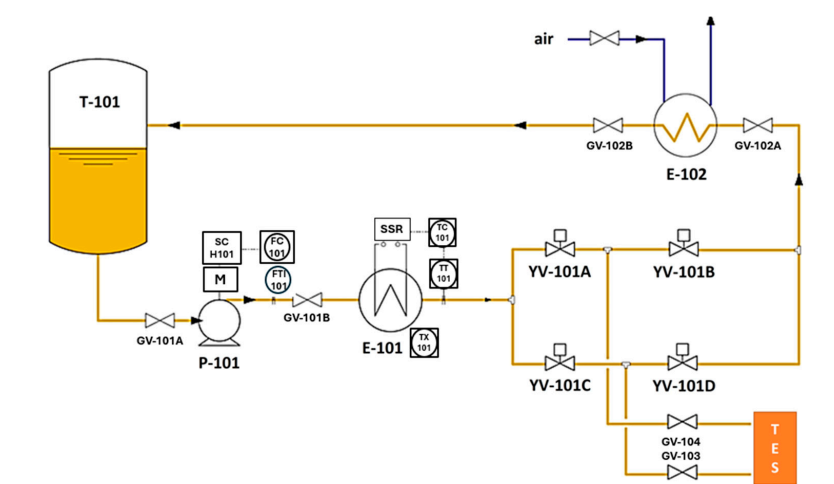 air
T-101
GV-102B
GV-102A
E-102
SC
H101
FC
101
SSR
TC
101
M
FTI
101
TT
101
YV-101A
YV-101B
GV-101A
GV-101B
P-101
E-101
TX
101
YV-101C
YV-101D
GV-104
GV-103
T
E
S